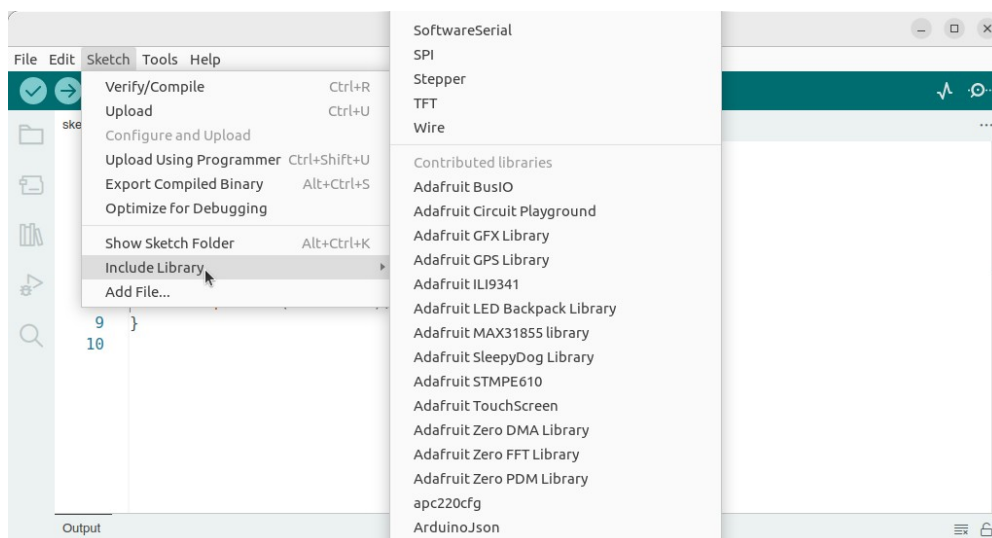 File Edit Sketch Tools Help
ske
Verify/Compile Ctrl+R
Upload Ctrl+U
Configure and Upload
Upload Using Programmer Ctrl+Shift+U
Export Compiled Binary Alt+Ctrl+S
Optimize for Debugging
Show Sketch Folder Alt+Ctrl+K
Include Library
Add File...
9 }
10
Output
SoftwareSerial
SPI
Stepper
TFT
Wire
Contributed libraries
Adafruit BusIO
Adafruit Circuit Playground
Adafruit GFX Library
Adafruit GPS Library
Adafruit ILI9341
Adafruit LED Backpack Library
Adafruit MAX31855 library
Adafruit SleepyDog Library
Adafruit STMPE610
Adafruit TouchScreen
Adafruit Zero DMA Library
Adafruit Zero FFT Library
Adafruit Zero PDM Library
apc220cfg
ArduinoJson